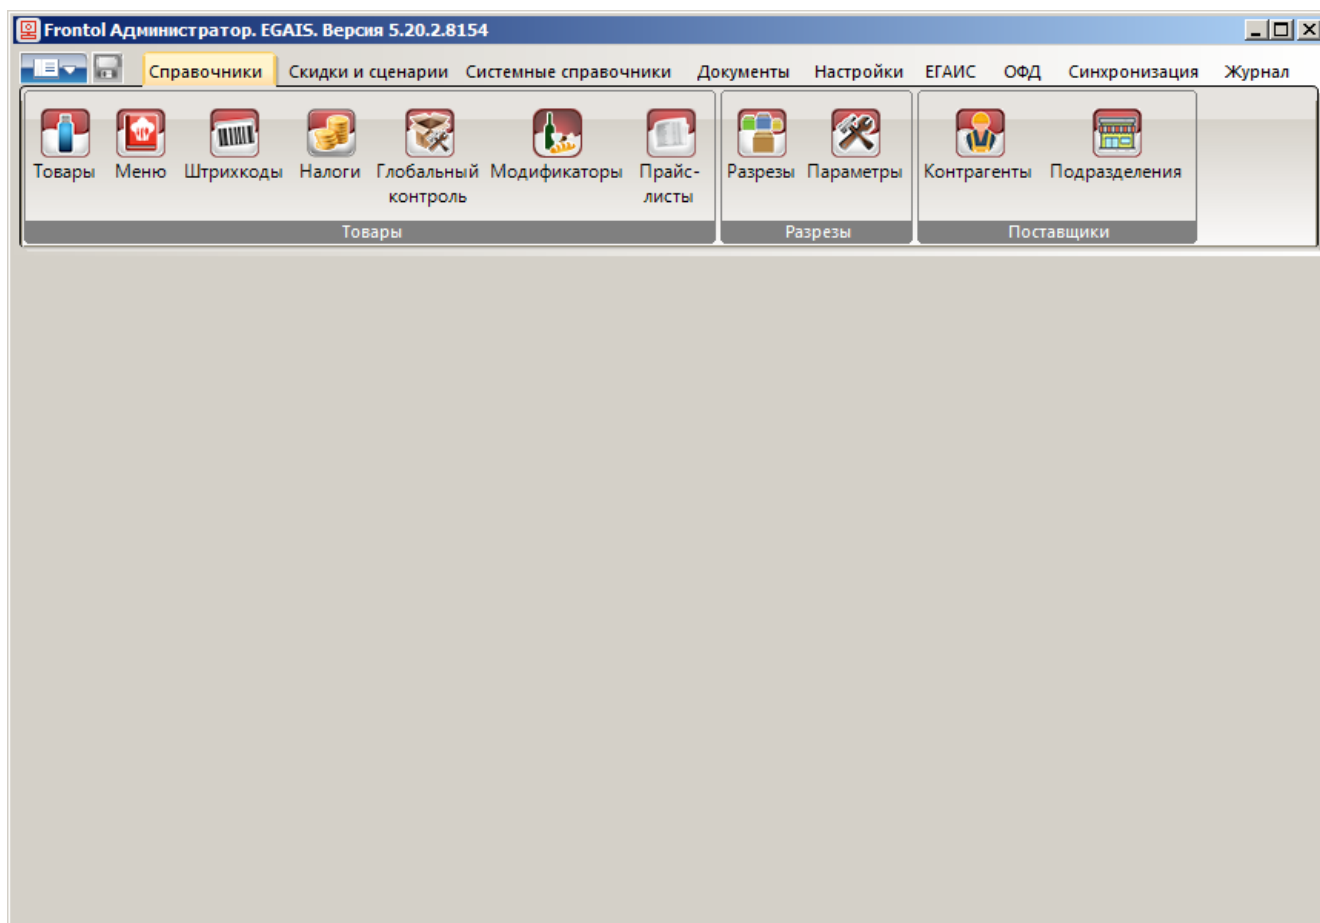 Frontol Администратор. EGAIS. Версия 5.20.2.8154
Справочники Скидки и сценарии Системные справочники Документы Настройки ЕГАИС ОФД Синхронизация Журнал
Товары Меню Штрихкоды Налоги Глобальный контроль Модификаторы Прайс-листы Разрезы Параметры Контрагенты Подразделения
Товары Разрезы Поставщики